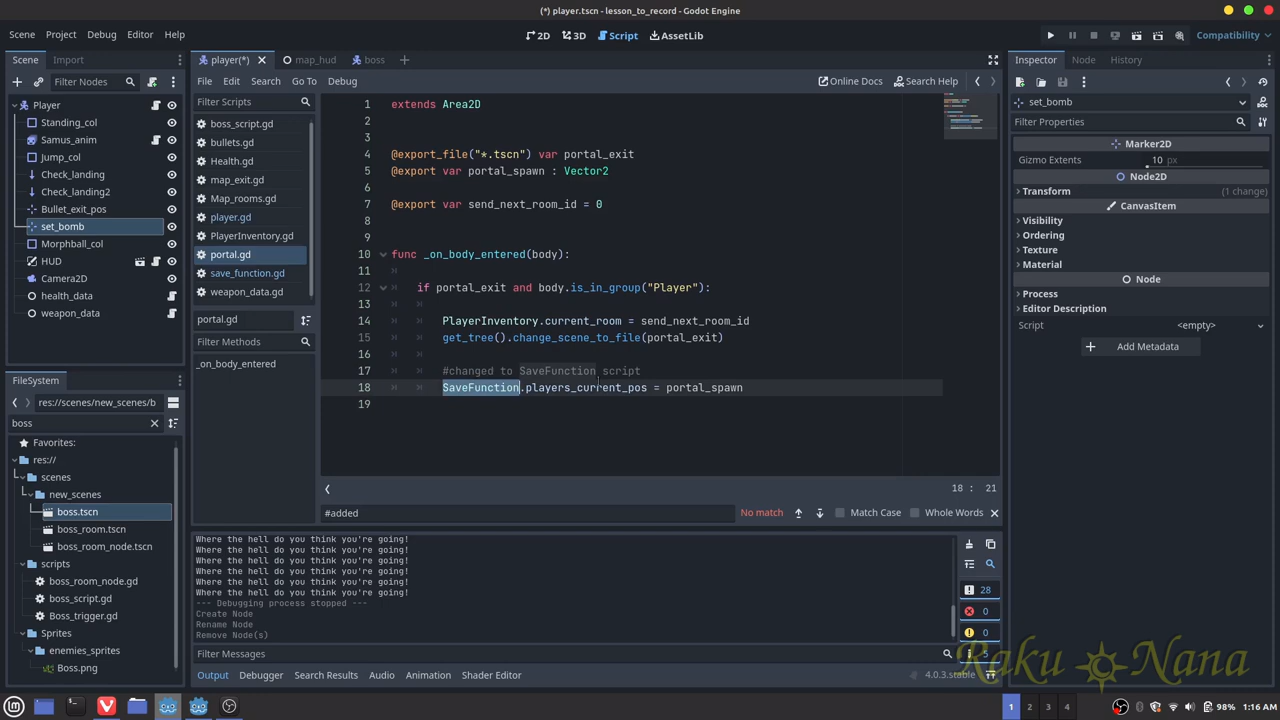 (*) player.tscn - lesson_to_record - Godot Engine
Scene Project Debug Editor Help
2D 3D Script AssetLib
Compatibility
Scene Import
player(*) map_hud boss
Inspector Node History
Filter Nodes
File Edit Search Go To Debug
Online Docs Search Help
Player
Standing_col
Samus_anim
Jump_col
Check_landing
Check_landing2
Bullet_exit_pos
set_bomb
Morphball_col
HUD
Camera2D
health_data
weapon_data
Filter Scripts
boss_script.gd
bullets.gd
Health.gd
map_exit.gd
Map_rooms.gd
player.gd
PlayerInventory.gd
portal.gd
save_function.gd
weapon_data.gd
portal.gd
Filter Methods
_on_body_entered
1 extends Area2D
2
3
4 @export_file("*.tscn") var portal_exit
5 @export var portal_spawn : Vector2
6
7 @export var send_next_room_id = 0
8
9
10 func _on_body_entered(body):
11
12 if portal_exit and body.is_in_group("Player"):
13
14 PlayerInventory.current_room = send_next_room_id
15 get_tree().change_scene_to_file(portal_exit)
16
17 #changed to SaveFunction script
18 SaveFunction.players_current_pos = portal_spawn
19
18 : 21
#added
No match Match Case Whole Words
set_bomb
Filter Properties
Marker2D
Gizmo Extents 10 px
Node2D
Transform (1 change)
CanvasItem
Visibility
Ordering
Texture
Material
Node
Process
Editor Description
Script <empty>
Add Metadata
FileSystem
res://scenes/new_scenes/b
boss
Favorites:
res://
scenes
new_scenes
boss.tscn
boss_room.tscn
boss_room_node.tscn
scripts
boss_room_node.gd
boss_script.gd
Boss_trigger.gd
Sprites
enemies_sprites
Boss.png
Where the hell do you think you're going!
Where the hell do you think you're going!
Where the hell do you think you're going!
Where the hell do you think you're going!
Where the hell do you think you're going!
Where the hell do you think you're going!
--- Debugging process stopped ---
Create Node
Rename Node
Remove Node(s)
28
0
0
5
Filter Messages
Output Debugger Search Results Audio Animation Shader Editor
4.0.3.stable
Raku Nana
1 2 3 4
98% 1:16 AM